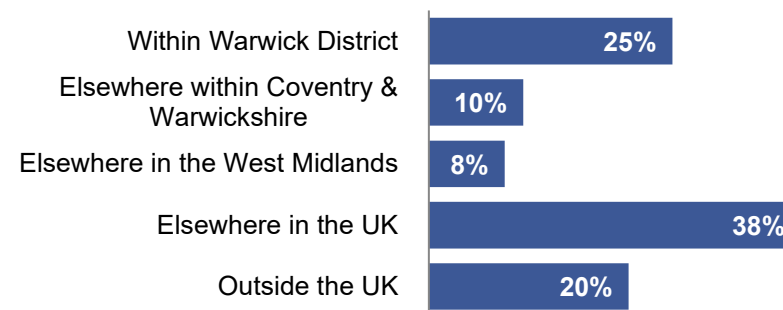 Within Warwick District 25%
Elsewhere within Coventry &
Warwickshire 10%
Elsewhere in the West Midlands 8%
Elsewhere in the UK 38%
Outside the UK 20%